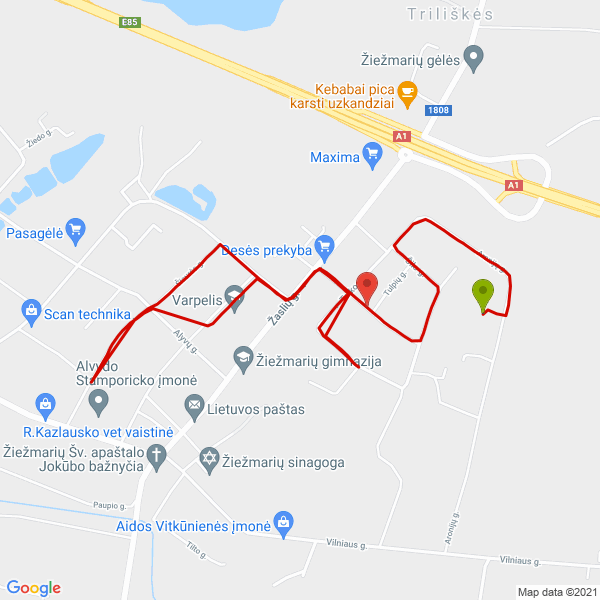 Triliškės
E85
Žiežmarių gėlės
Kebabai pica
karsti uzkandziai
1808
A1
Maxima
Žiedo g.
A1
Pasagėlė
Desės prekyba
Tulpių g.
Scan technika
Varpelis
Žaslių g.
Alyvų g.
Žiežmarių gimnazija
Alvydo
Stamporicko įmonė
Lietuvos paštas
R.Kazlausko vet vaistinė
Žiežmarių Šv. apaštalo
Jokūbo bažnyčia
Žiežmarių sinagoga
Paupio g.
Aidos Vitkūnienės įmonė
Aronijų g.
Tilto g.
Vilniaus g.
Vilniaus g.
Google
Map data ©2021